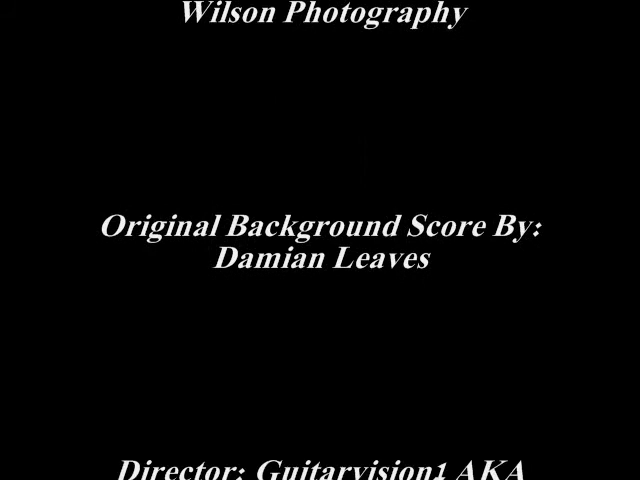 Wilson Photography
Original Background Score By:
Damian Leaves
Director: Guitarvision1 AKA